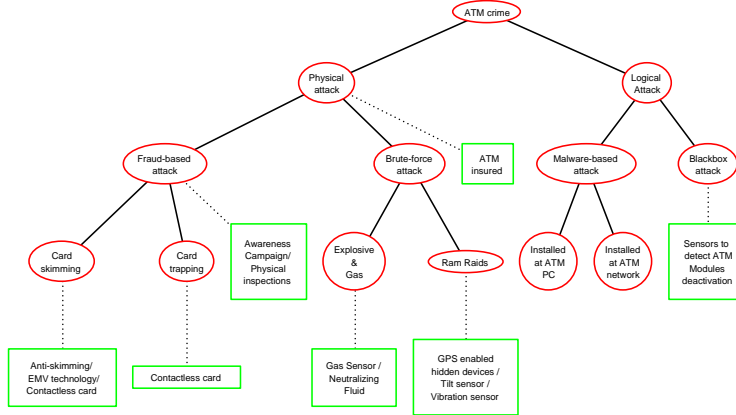 ATM crime
Physical
attack
Logical
Attack
Fraud-based
attack
Brute-force
attack
ATM
insured
Malware-based
attack
Blackbox
attack
Card
skimming
Card
trapping
Awareness
Campaign/
Physical
inspections
Explosive
&
Gas
Ram Raids
Installed
at ATM
PC
Installed
at ATM
network
Sensors to
detect ATM
Modules
deactivation
Anti-skimming/
EMV technology/
Contactless card
Contactless card
Gas Sensor /
Neutralizing
Fluid
GPS enabled
hidden devices /
Tilt sensor /
Vibration sensor